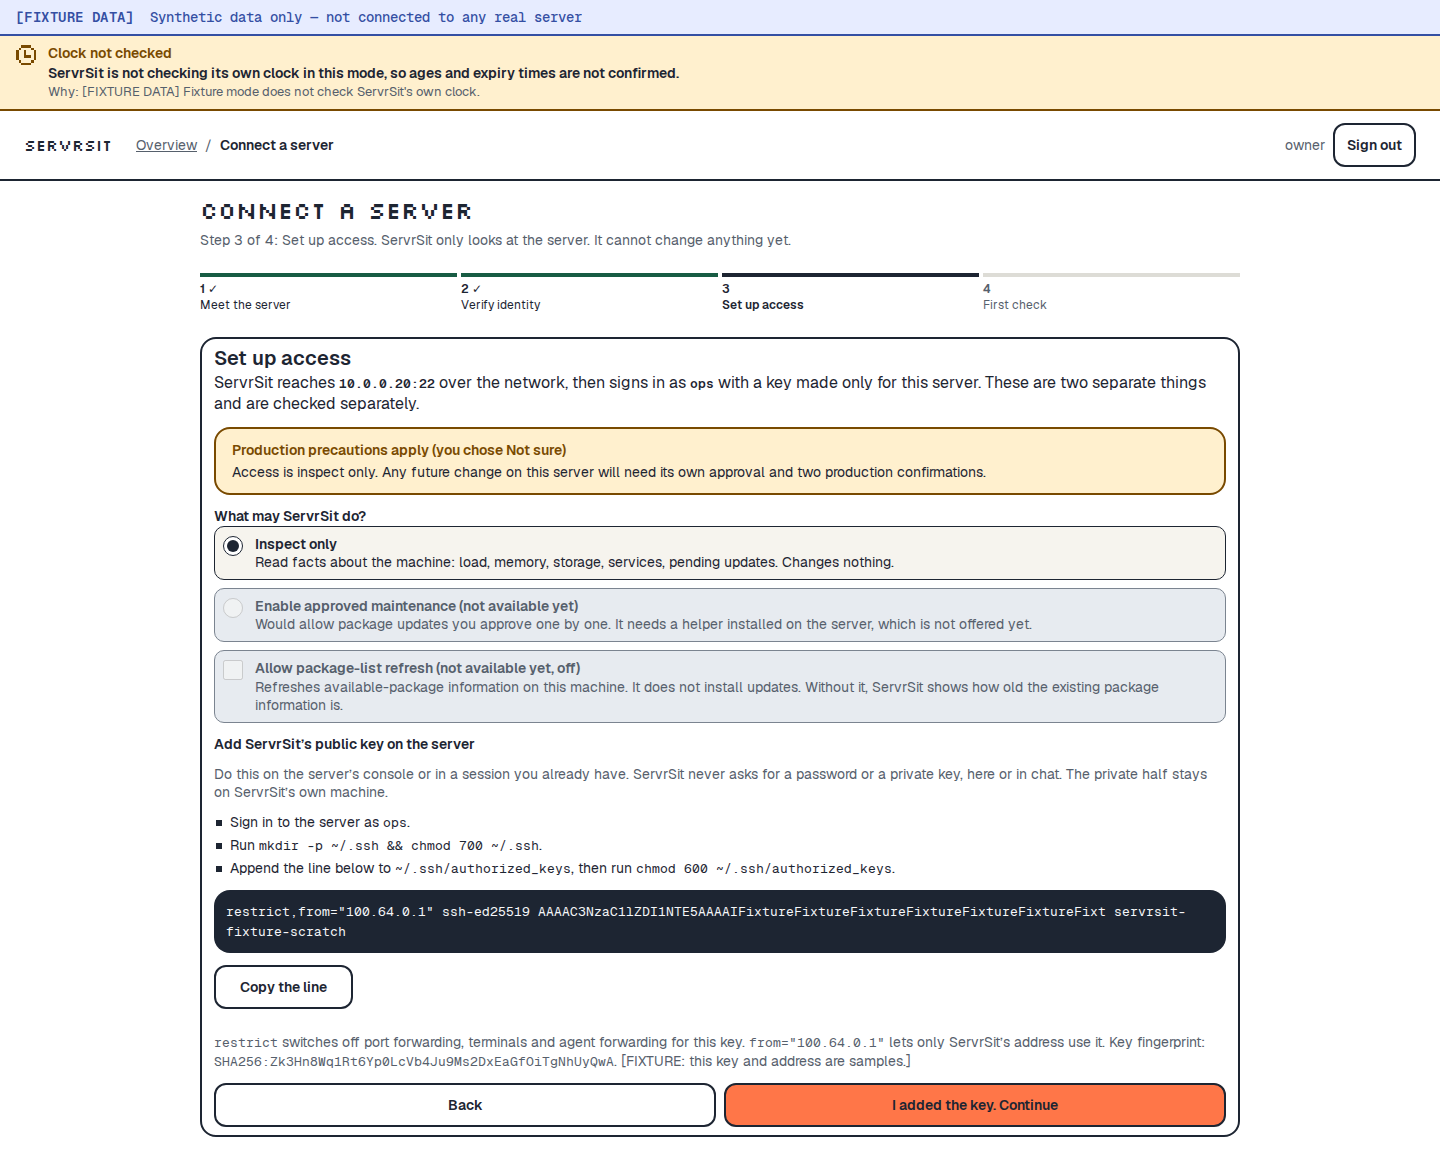 [FIXTURE DATA] Synthetic data only — not connected to any real server
Clock not checked
ServrSit is not checking its own clock in this mode, so ages and expiry times are not confirmed.
Why: [FIXTURE DATA] Fixture mode does not check ServrSit's own clock.
SERVRSIT
Overview / Connect a server
owner
Sign out
CONNECT A SERVER
Step 3 of 4: Set up access. ServrSit only looks at the server. It cannot change anything yet.
1 ✓
Meet the server
2 ✓
Verify identity
3
Set up access
4
First check
Set up access
ServrSit reaches 10.0.0.20:22 over the network, then signs in as ops with a key made only for this server. These are two separate things
and are checked separately.
Production precautions apply (you chose Not sure)
Access is inspect only. Any future change on this server will need its own approval and two production confirmations.
What may ServrSit do?
Inspect only
Read facts about the machine: load, memory, storage, services, pending updates. Changes nothing.
Enable approved maintenance (not available yet)
Would allow package updates you approve one by one. It needs a helper installed on the server, which is not offered yet.
Allow package-list refresh (not available yet, off)
Refreshes available-package information on this machine. It does not install updates. Without it, ServrSit shows how old the existing package
information is.
Add ServrSit's public key on the server
Do this on the server's console or in a session you already have. ServrSit never asks for a password or a private key, here or in chat. The private half stays
on ServrSit's own machine.
Sign in to the server as ops.
Run mkdir -p ~/.ssh && chmod 700 ~/.ssh.
Append the line below to ~/.ssh/authorized_keys, then run chmod 600 ~/.ssh/authorized_keys.
restrict,from="100.64.0.1" ssh-ed25519 AAAAC3NzaC1lZDI1NTE5AAAAIFixtureFixtureFixtureFixtureFixtureFixtureFixt servrsit-
fixture-scratch
Copy the line
restrict switches off port forwarding, terminals and agent forwarding for this key. from="100.64.0.1" lets only ServrSit's address use it. Key fingerprint:
SHA256:Zk3Hn8Wq1Rt6Yp0LcVb4Ju9Ms2DxEaGfOiTgNhUyQwA. [FIXTURE: this key and address are samples.]
Back
I added the key. Continue